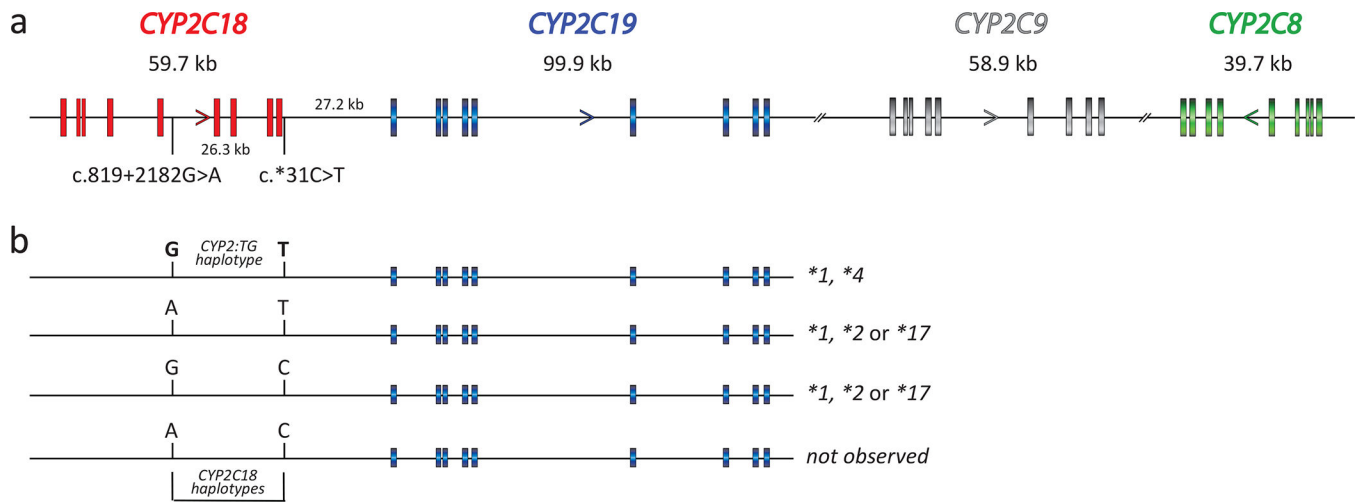 a
CYP2C18 CYP2C19 CYP2C9 CYP2C8
59.7 kb 99.9 kb 58.9 kb 39.7 kb
27.2 kb
26.3 kb
c.819+2182G>A c.*31C>T
b
G CYP2:TG haplotype T
*1, *4
A T
*1, *2 or *17
G C
*1, *2 or *17
A C
not observed
CYP2C18
haplotypes